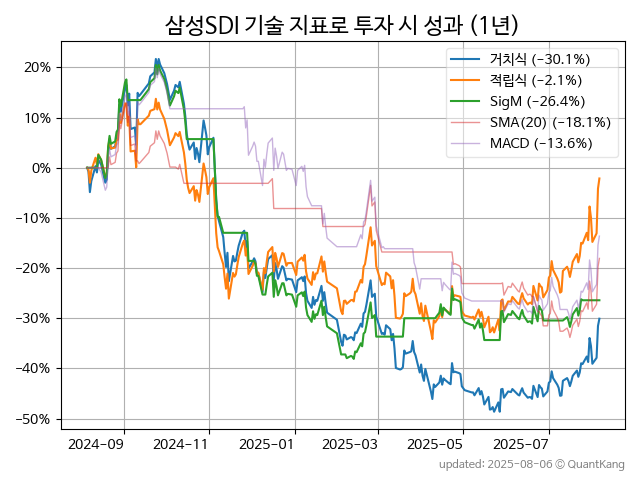 삼성SDI 기술 지표로 투자 시 성과 (1년)
거치식 (−30.1%)
적립식 (−2.1%)
SigM (−26.4%)
SMA(20) (−18.1%)
MACD (−13.6%)
20%
10%
0%
−10%
−20%
−30%
−40%
−50%
2024-09 2024-11 2025-01 2025-03 2025-05 2025-07
updated: 2025-08-06 © QuantKang